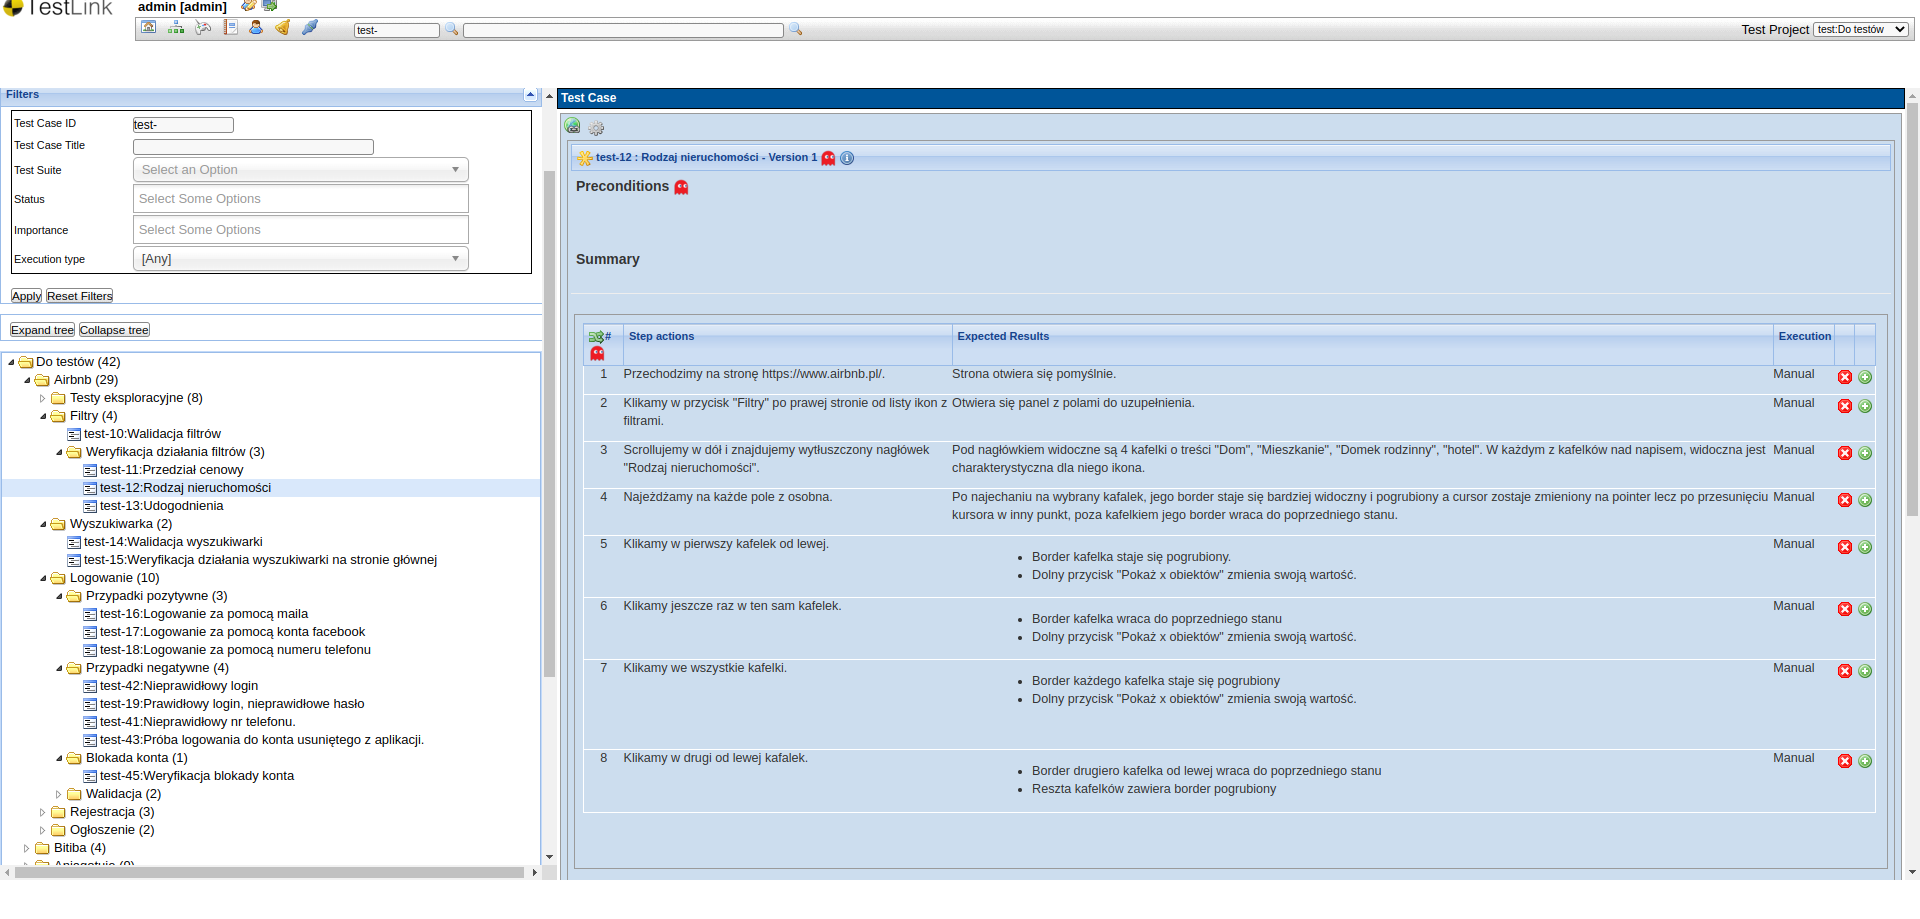 TestLink
admin [admin]
test-
Test Project test:Do testów
Filters
Test Case ID test-
Test Case Title
Test Suite Select an Option
Status Select Some Options
Importance Select Some Options
Execution type [Any]
Apply Reset Filters
Expand tree Collapse tree
Do testów (42)
Airbnb (29)
Testy eksploracyjne (8)
Filtry (4)
test-10:Walidacja filtrów
Weryfikacja działania filtrów (3)
test-11:Przedział cenowy
test-12:Rodzaj nieruchomości
test-13:Udogodnienia
Wyszukiwarka (2)
test-14:Walidacja wyszukiwarki
test-15:Weryfikacja działania wyszukiwarki na stronie głównej
Logowanie (10)
Przypadki pozytywne (3)
test-16:Logowanie za pomocą maila
test-17:Logowanie za pomocą konta facebook
test-18:Logowanie za pomocą numeru telefonu
Przypadki negatywne (4)
test-42:Nieprawidłowy login
test-19:Prawidłowy login, nieprawidłowe hasło
test-41:Nieprawidłowy nr telefonu.
test-43:Próba logowania do konta usuniętego z aplikacji.
Blokada konta (1)
test-45:Weryfikacja blokady konta
Walidacja (2)
Rejestracja (3)
Ogłoszenie (2)
Bitiba (4)
Test Case
test-12 : Rodzaj nieruchomości - Version 1
Preconditions
Summary
# Step actions Expected Results Execution
1 Przechodzimy na stronę https://www.airbnb.pl/. Strona otwiera się pomyślnie. Manual
2 Klikamy w przycisk "Filtry" po prawej stronie od listy ikon z Otwiera się panel z polami do uzupełnienia. Manual
filtrami.
3 Scrollujemy w dół i znajdujemy wytłuszczony nagłówek Pod nagłówkiem widoczne są 4 kafelki o treści "Dom", "Mieszkanie", "Domek rodzinny", "hotel". W każdym z kafelków nad napisem, widoczna jest Manual
"Rodzaj nieruchomości". charakterystyczna dla niego ikona.
4 Najeżdżamy na każde pole z osobna. Po najechaniu na wybrany kafalek, jego border staje się bardziej widoczny i pogrubiony a cursor zostaje zmieniony na pointer lecz po przesunięciu Manual
kursora w inny punkt, poza kafelkiem jego border wraca do poprzedniego stanu.
5 Klikamy w pierwszy kafelek od lewej. Manual
• Border kafelka staje się pogrubiony.
• Dolny przycisk "Pokaż x obiektów" zmienia swoją wartość.
6 Klikamy jeszcze raz w ten sam kafelek. Manual
• Border kafelka wraca do poprzedniego stanu
• Dolny przycisk "Pokaż x obiektów" zmienia swoją wartość.
7 Klikamy we wszystkie kafelki. Manual
• Border każdego kafelka staje się pogrubiony
• Dolny przycisk "Pokaż x obiektów" zmienia swoją wartość.
8 Klikamy w drugi od lewej kafalek. Manual
• Border drugiero kafelka od lewej wraca do poprzedniego stanu
• Reszta kafelków zawiera border pogrubiony